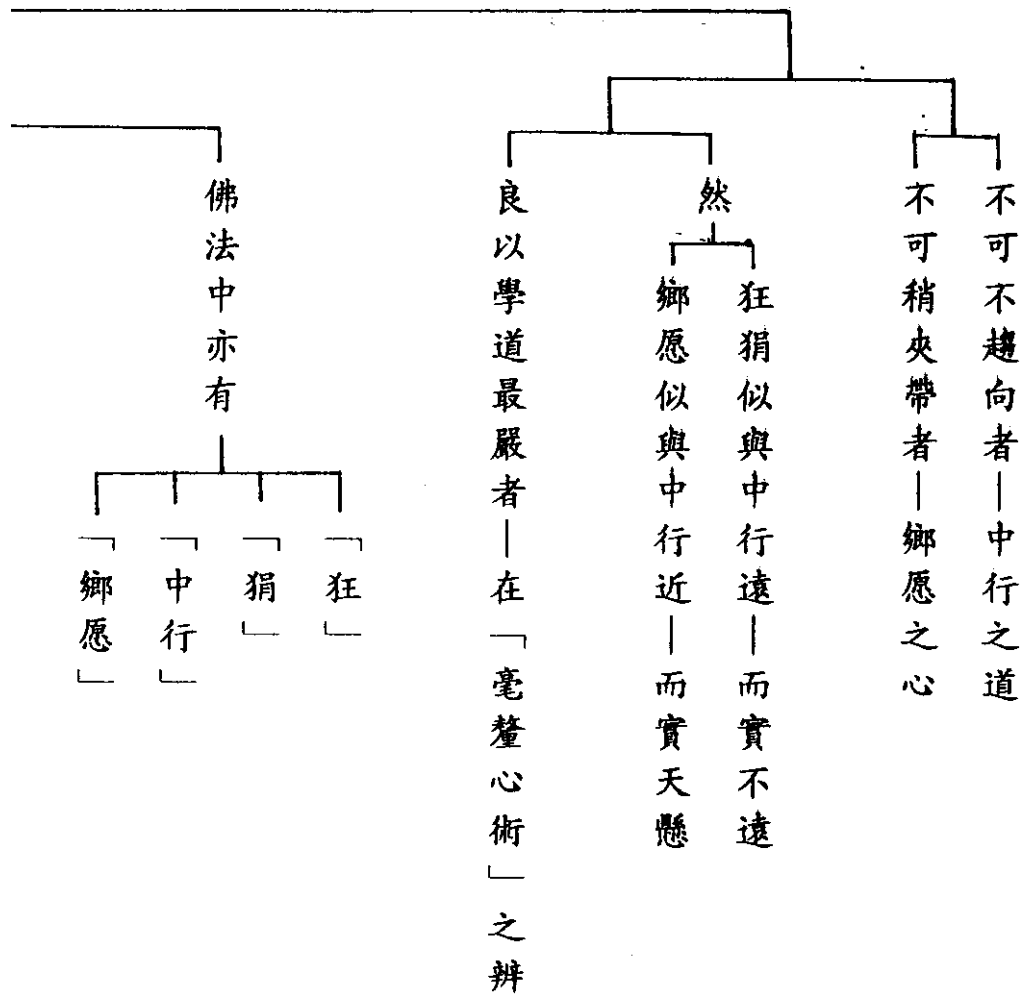 不可不趨向者—中行之道
不可稍夾帶者—鄉愿之心
然
狂狷似與中行遠—而實不遠
鄉愿似與中行近—而實天懸
良以學道最嚴者—在「毫釐心術」之辨
佛法中亦有
「狂」
「狷」
「中行」
「鄉愿」